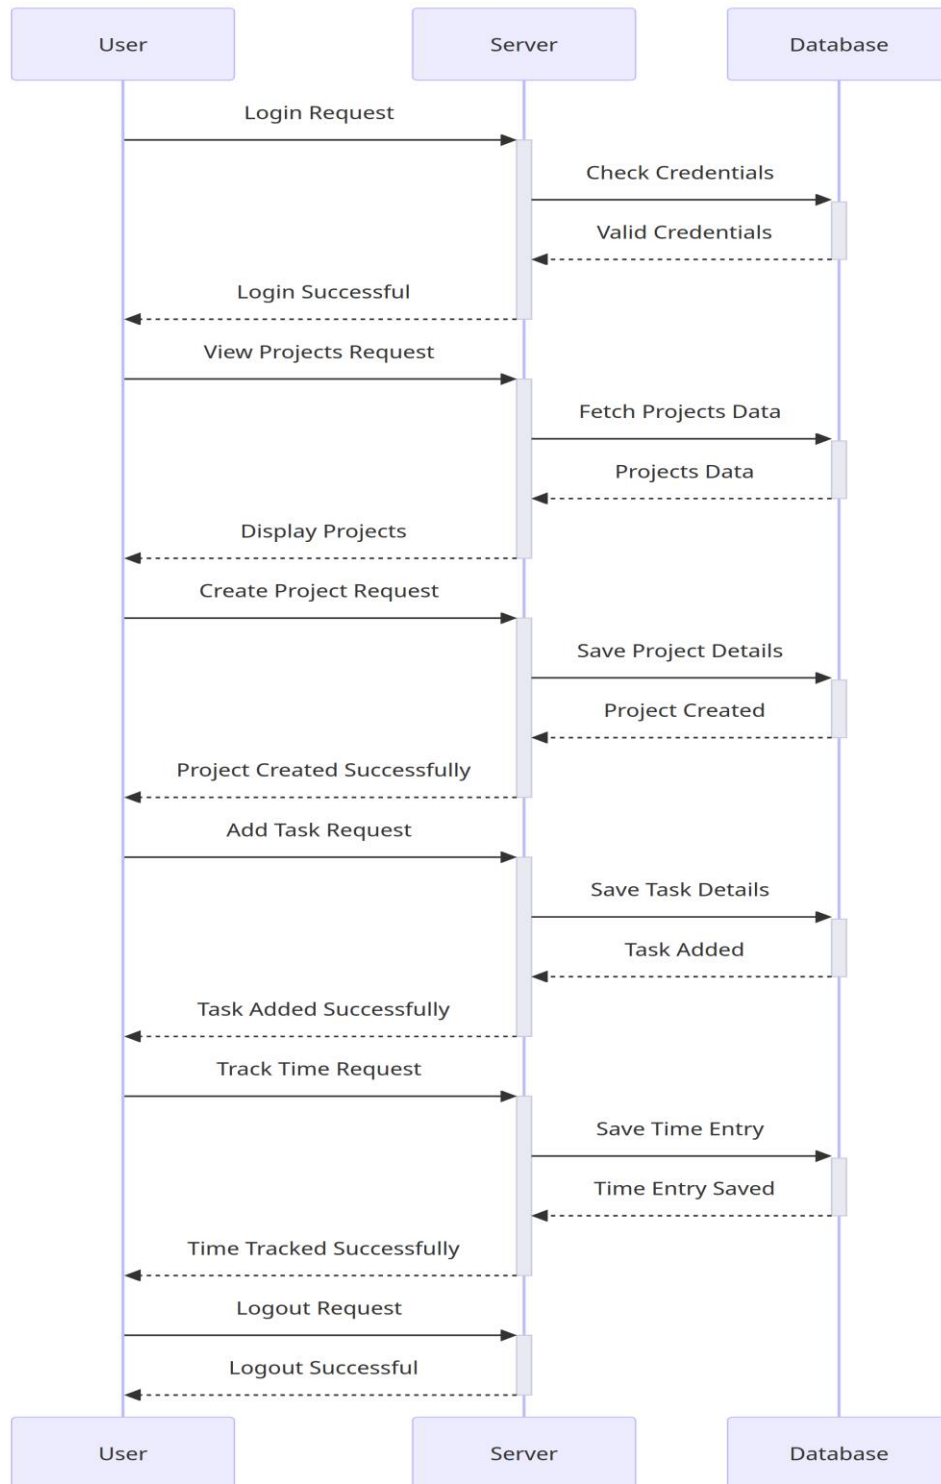 User
Server
Database
Login Request
Check Credentials
Valid Credentials
Login Successful
View Projects Request
Fetch Projects Data
Projects Data
Display Projects
Create Project Request
Save Project Details
Project Created
Project Created Successfully
Add Task Request
Save Task Details
Task Added
Task Added Successfully
Track Time Request
Save Time Entry
Time Entry Saved
Time Tracked Successfully
Logout Request
Logout Successful
User
Server
Database